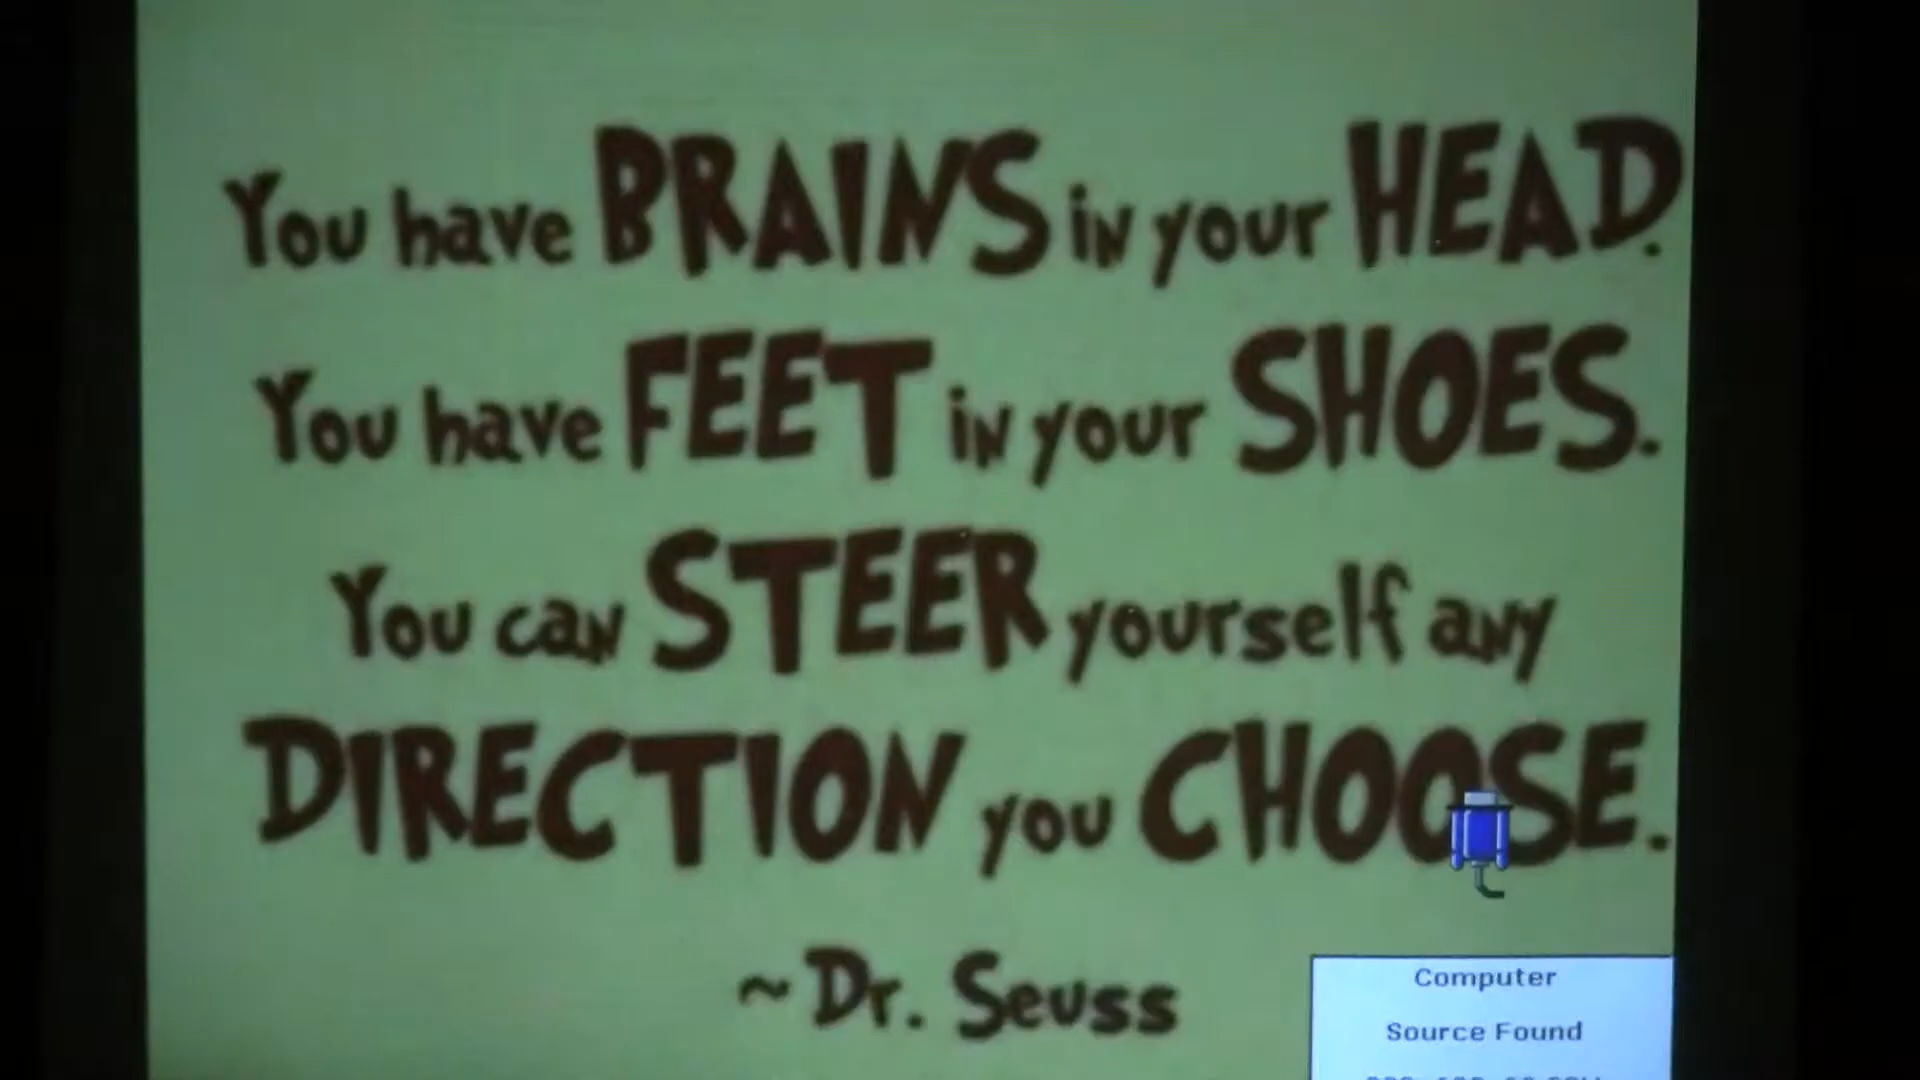 You have BRAINS in your HEAD.
You have FEET in your SHOES.
You can STEER yourself any
DIRECTION you CHOOSE.
~ Dr. Seuss
Computer
Source Found